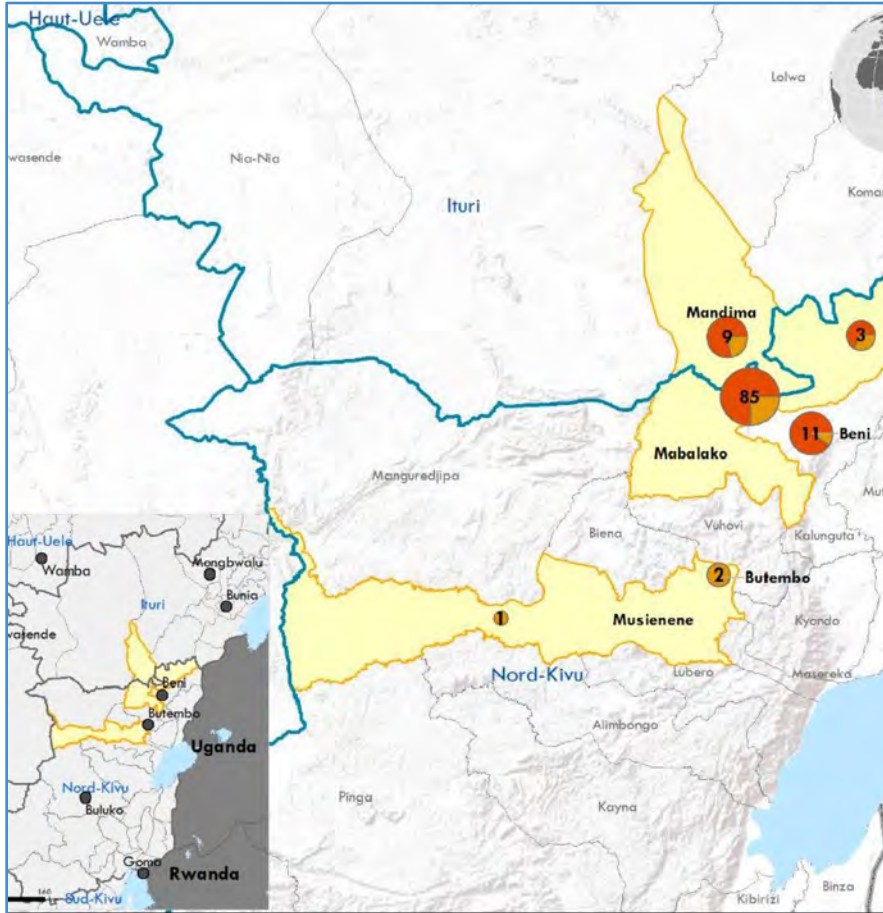 Haut-Uele
Wamba
Lolwa
wasende
Nia-Nia
Ituri
Koman
Mandima
9
3
85
11
Beni
Mabalako
Manguredjipa
Biena
Vuhovi
Kalunguta
2
Butembo
1
Musienene
Kyondo
Lubero
Masereka
Nord-Kivu
Alimbongo
Pinga
Kayna
Kibirizi
Binza
Haut-Uele
Wamba
Mongbwalu
Bunia
Ituri
wasende
Beni
Butembo
Uganda
Nord-Kivu
Buluko
Goma
Rwanda
Sud-Kivu